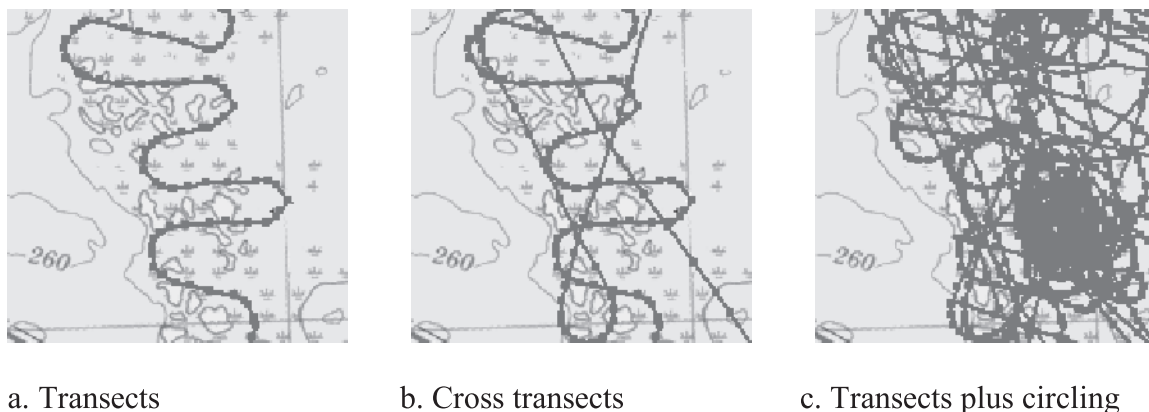 260
260
260
a. Transects
b. Cross transects
c. Transects plus circling